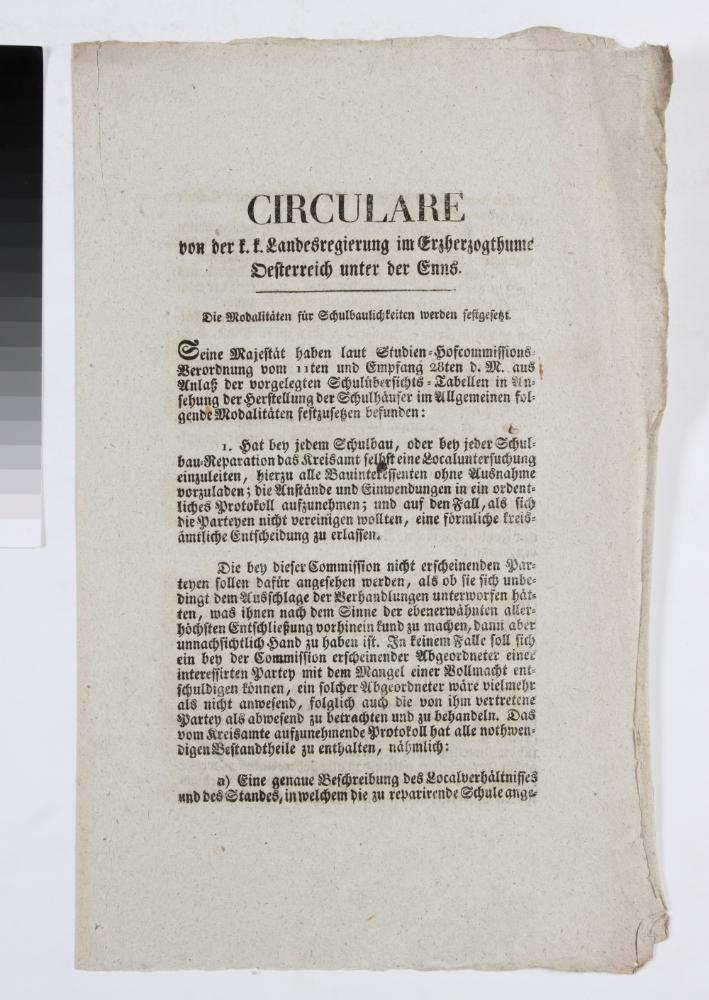 CIRCULARE
von der k. k. Landesregierung im Erzherzogthume
Oesterreich unter der Enns.
Die Modalitäten für Schulbaulichkeiten werden festgesetzt.
Seine Majestät haben laut Studien-Hofcommissions-
Verordnung vom 11ten und Empfang 28ten d. M. aus
Anlaß der vorgelegten Schulübersichts-Tabellen in An-
sehung der Herstellung der Schulhäuser im Allgemeinen fol-
gende Modalitäten festzusetzen befunden:
1. Hat bey jedem Schulbau, oder bey jeder Schul-
bau-Reparation das Kreisamt selbst eine Localuntersuchung
einzuleiten, hierzu alle Bauinteressenten ohne Ausnahme
vorzuladen; die Anstände und Einwendungen in ein ordent-
liches Protokoll aufzunehmen; und auf den Fall, als sich
die Parteyen nicht vereinigen wollten, eine förmliche kreis-
ämtliche Entscheidung zu erlassen.
Die bey dieser Commission nicht erscheinenden Par-
teyen sollen dafür angesehen werden, als ob sie sich unbe-
dingt dem Ausschlage der Verhandlungen unterworfen hät-
ten, was ihnen nach dem Sinne der ebenerwähnten aller-
höchsten Entschließung vorhinein kund zu machen, dann aber
unnachsichtlich Hand zu haben ist. In keinem Falle soll sich
ein bey der Commission erscheinender Abgeordneter einer
interessirten Partey mit dem Mangel einer Vollmacht ent-
schuldigen können, ein solcher Abgeordneter wäre vielmehr
als nicht anwesend, folglich auch die von ihm vertretene
Partey als abwesend zu betrachten und zu behandeln. Das
vom Kreisamte aufzunehmende Protokoll hat alle nothwen-
digen Bestandtheile zu enthalten, nähmlich:
a) Eine genaue Beschreibung des Localverhältnisses
und des Standes, in welchem die zu reparirende Schule ange-